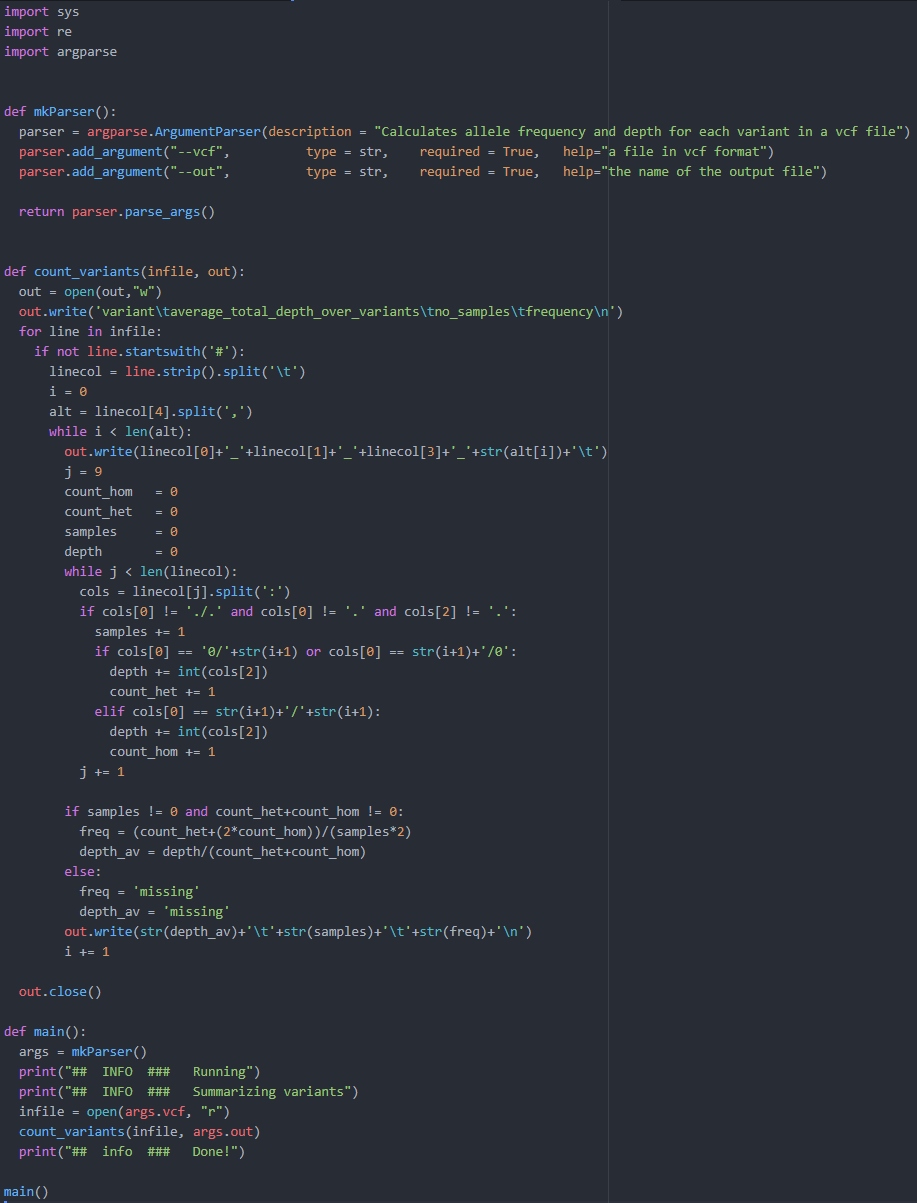 import sys
import re
import argparse


def mkParser():
  parser = argparse.ArgumentParser(description = "Calculates allele frequency and depth for each variant in a vcf file")
  parser.add_argument("--vcf",          type = str,    required = True,   help="a file in vcf format")
  parser.add_argument("--out",          type = str,    required = True,   help="the name of the output file")

  return parser.parse_args()


def count_variants(infile, out):
  out = open(out,"w")
  out.write('variant\taverage_total_depth_over_variants\tno_samples\tfrequency\n')
  for line in infile:
    if not line.startswith('#'):
      linecol = line.strip().split('\t')
      i = 0
      alt = linecol[4].split(',')
      while i < len(alt):
        out.write(linecol[0]+'_'+linecol[1]+'_'+linecol[3]+'_'+str(alt[i])+'\t')
        j = 9
        count_hom   = 0
        count_het   = 0
        samples     = 0
        depth       = 0
        while j < len(linecol):
          cols = linecol[j].split(':')
          if cols[0] != './.' and cols[0] != '.' and cols[2] != '.':
            samples += 1
            if cols[0] == '0/'+str(i+1) or cols[0] == str(i+1)+'/0':
              depth += int(cols[2])
              count_het += 1
            elif cols[0] == str(i+1)+'/'+str(i+1):
              depth += int(cols[2])
              count_hom += 1
          j += 1

        if samples != 0 and count_het+count_hom != 0:
          freq = (count_het+(2*count_hom))/(samples*2)
          depth_av = depth/(count_het+count_hom)
        else:
          freq = 'missing'
          depth_av = 'missing'
        out.write(str(depth_av)+'\t'+str(samples)+'\t'+str(freq)+'\n')
        i += 1

  out.close()

def main():
  args = mkParser()
  print("##  INFO  ###   Running")
  print("##  INFO  ###   Summarizing variants")
  infile = open(args.vcf, "r")
  count_variants(infile, args.out)
  print("##  info  ###   Done!")

main()